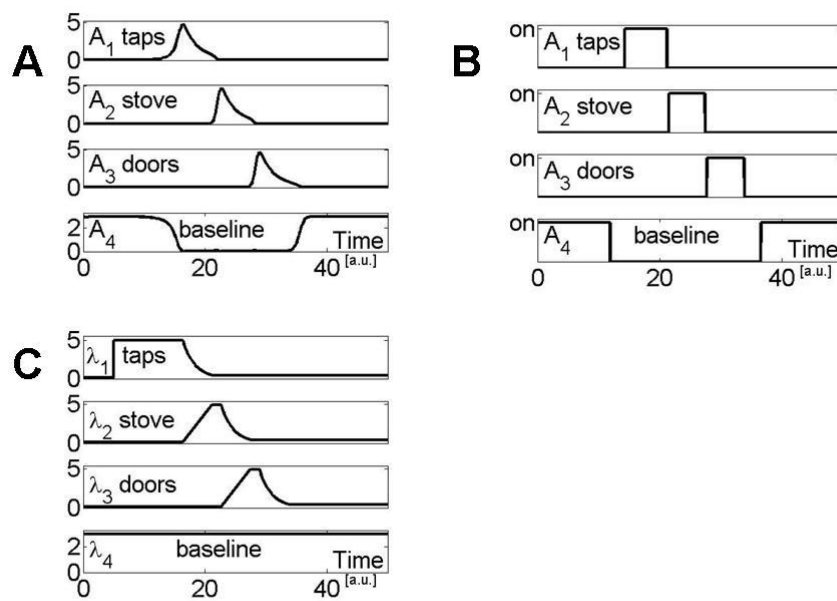 A
5
0
A1 taps
5
0
A2 stove
5
0
A3 doors
2
0
A4 baseline Time
0 20 40 [a.u.]
B
on
A1 taps
on
A2 stove
on
A3 doors
on
A4 baseline Time
0 20 40 [a.u.]
C
5
0
λ1 taps
5
0
λ2 stove
5
0
λ3 doors
2
0
λ4 baseline Time
0 20 40 [a.u.]